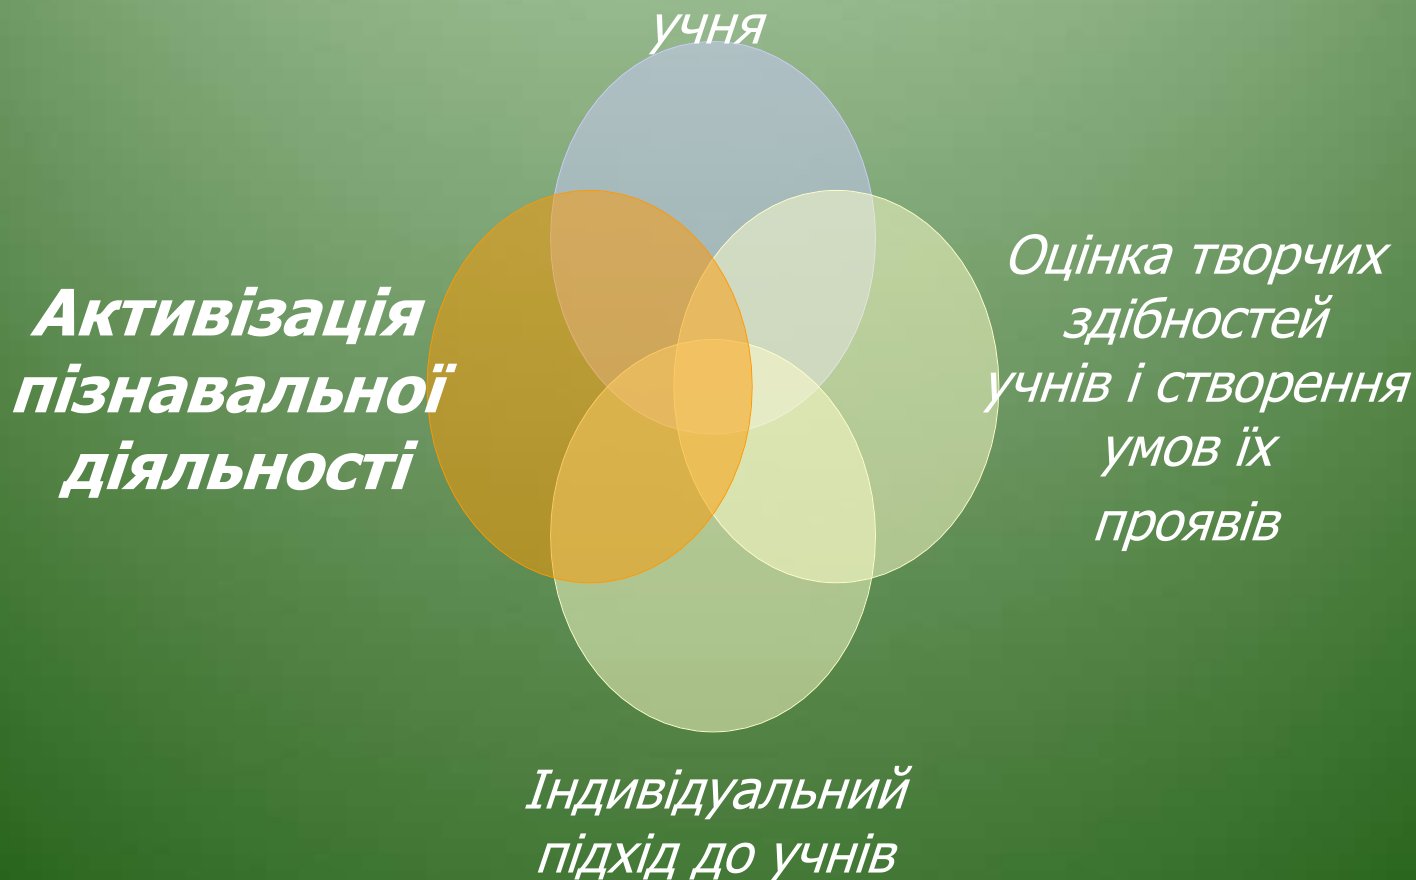 учня
Активізація
пізнавальної
діяльності
Оцінка творчих
здібностей
учнів і створення
умов їх
проявів
Індивідуальний
підхід до учнів